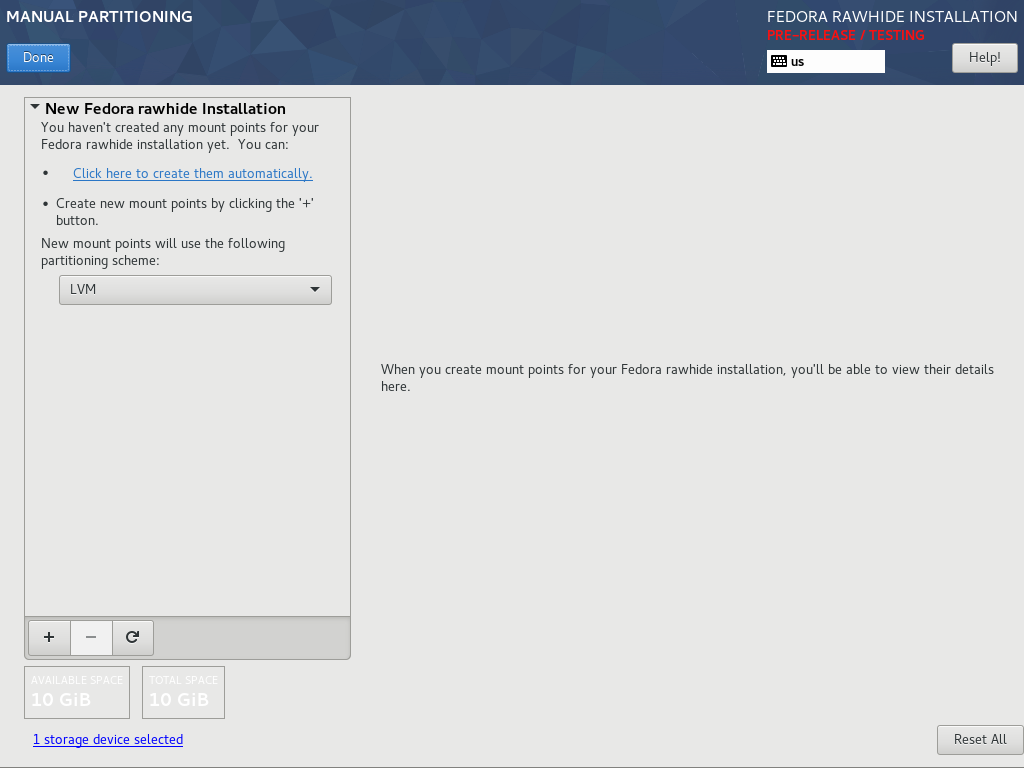 MANUAL PARTITIONING
FEDORA RAWHIDE INSTALLATION
PRE-RELEASE / TESTING
Done
us
Help!
New Fedora rawhide Installation
You haven't created any mount points for your
Fedora rawhide installation yet.  You can:
• Click here to create them automatically.
• Create new mount points by clicking the '+'
button.
New mount points will use the following
partitioning scheme:
LVM
When you create mount points for your Fedora rawhide installation, you'll be able to view their details
here.
+ −
AVAILABLE SPACE
10 GiB
TOTAL SPACE
10 GiB
1 storage device selected
Reset All